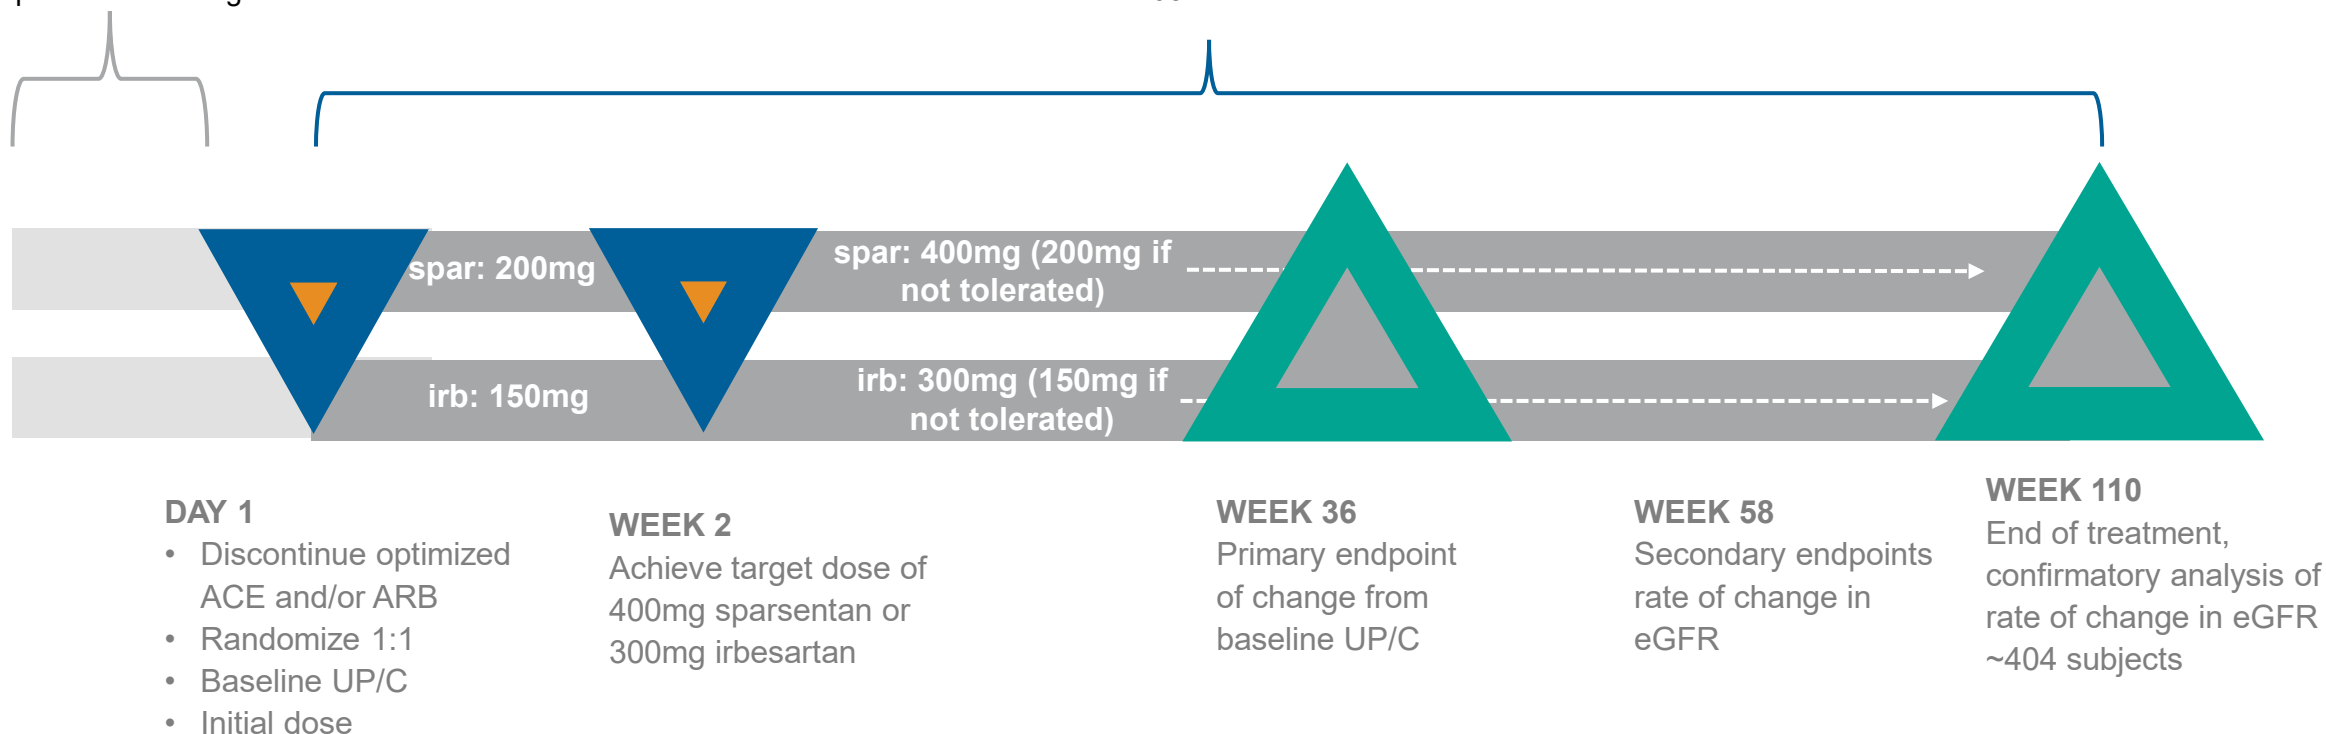 spar: 200mg
spar: 400mg (200mg if
not tolerated)
irb: 150mg
irb: 300mg (150mg if
not tolerated)
DAY 1
• Discontinue optimized
ACE and/or ARB
• Randomize 1:1
• Baseline UP/C
• Initial dose
WEEK 2
Achieve target dose of
400mg sparsentan or
300mg irbesartan
WEEK 36
Primary endpoint
of change from
baseline UP/C
WEEK 58
Secondary endpoints
rate of change in
eGFR
WEEK 110
End of treatment,
confirmatory analysis of
rate of change in eGFR
~404 subjects